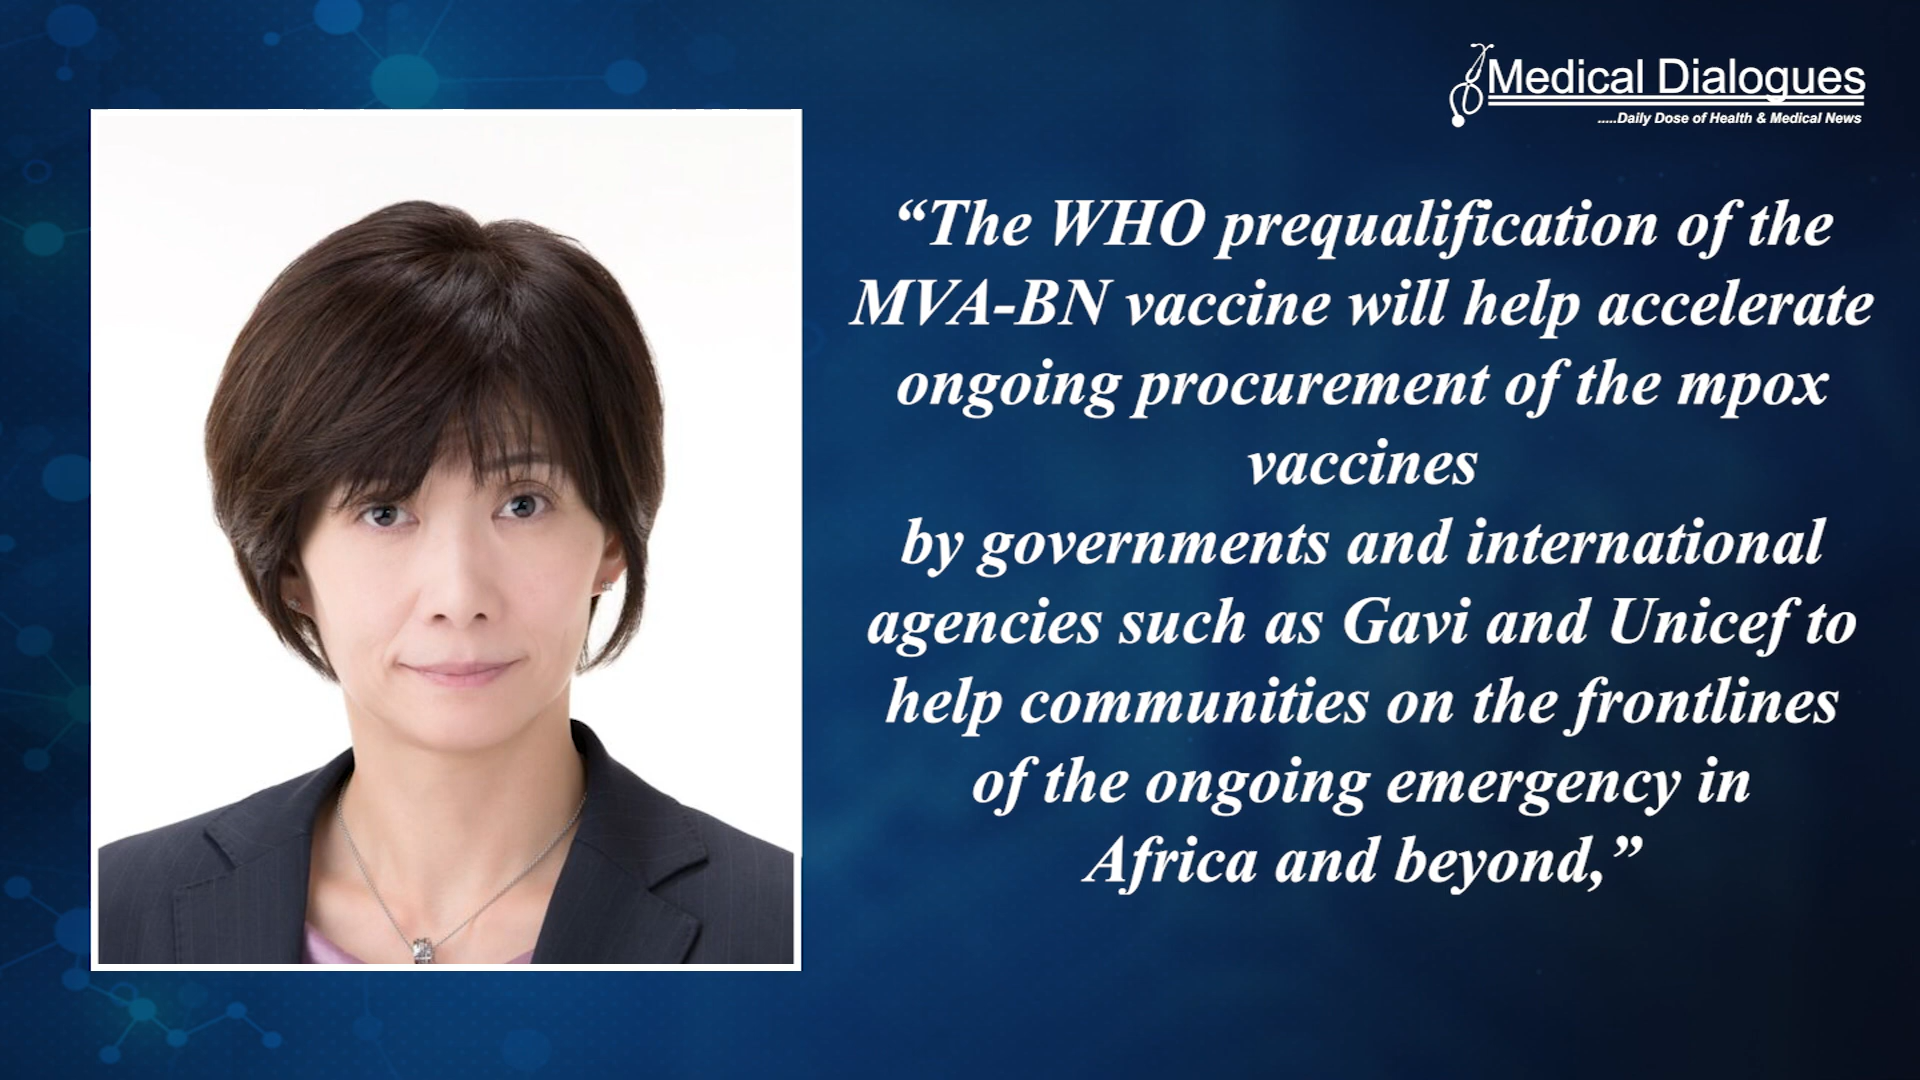 Medical Dialogues
.....Daily Dose of Health & Medical News
“The WHO prequalification of the
MVA-BN vaccine will help accelerate
ongoing procurement of the mpox
vaccines
by governments and international
agencies such as Gavi and Unicef to
help communities on the frontlines
of the ongoing emergency in
Africa and beyond,”